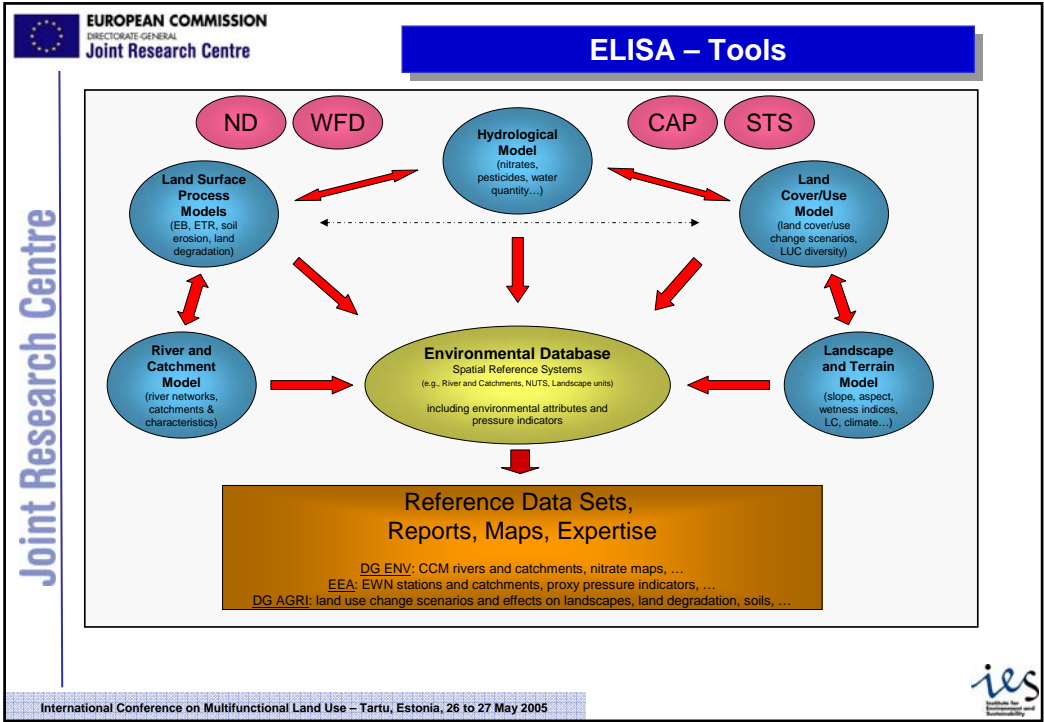 EUROPEAN COMMISSION
DIRECTORATE-GENERAL
Joint Research Centre
ELISA – Tools
Joint Research Centre
ND
WFD
CAP
STS
Hydrological
Model
(nitrates,
pesticides, water
quantity…)
Land Surface
Process
Models
(EB, ETR, soil
erosion, land
degradation)
Land
Cover/Use
Model
(land cover/use
change scenarios,
LUC diversity)
River and
Catchment
Model
(river networks,
catchments &
characteristics)
Environmental Database
Spatial Reference Systems
(e.g., River and Catchments, NUTS, Landscape units)
including environmental attributes and
pressure indicators
Landscape
and Terrain
Model
(slope, aspect,
wetness indices,
LC, climate…)
Reference Data Sets,
Reports, Maps, Expertise
DG ENV: CCM rivers and catchments, nitrate maps, …
EEA: EWN stations and catchments, proxy pressure indicators, …
DG AGRI: land use change scenarios and effects on landscapes, land degradation, soils, …
International Conference on Multifunctional Land Use – Tartu, Estonia, 26 to 27 May 2005
ies
Institute for
Environment and
Sustainability